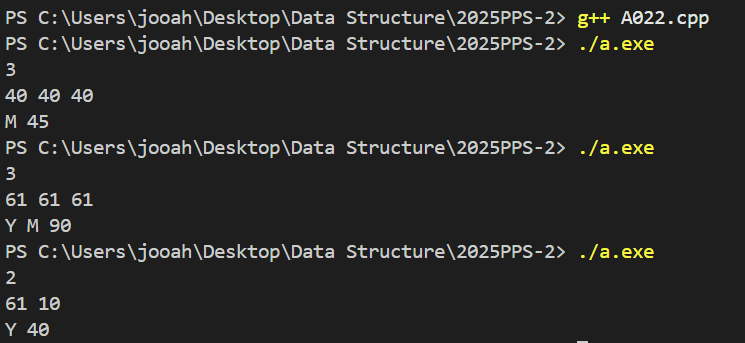 PS C:\Users\jooah\Desktop\Data Structure\2025PPS-2> g++ A022.cpp
PS C:\Users\jooah\Desktop\Data Structure\2025PPS-2> ./a.exe
3
40 40 40
M 45
PS C:\Users\jooah\Desktop\Data Structure\2025PPS-2> ./a.exe
3
61 61 61
Y M 90
PS C:\Users\jooah\Desktop\Data Structure\2025PPS-2> ./a.exe
2
61 10
Y 40